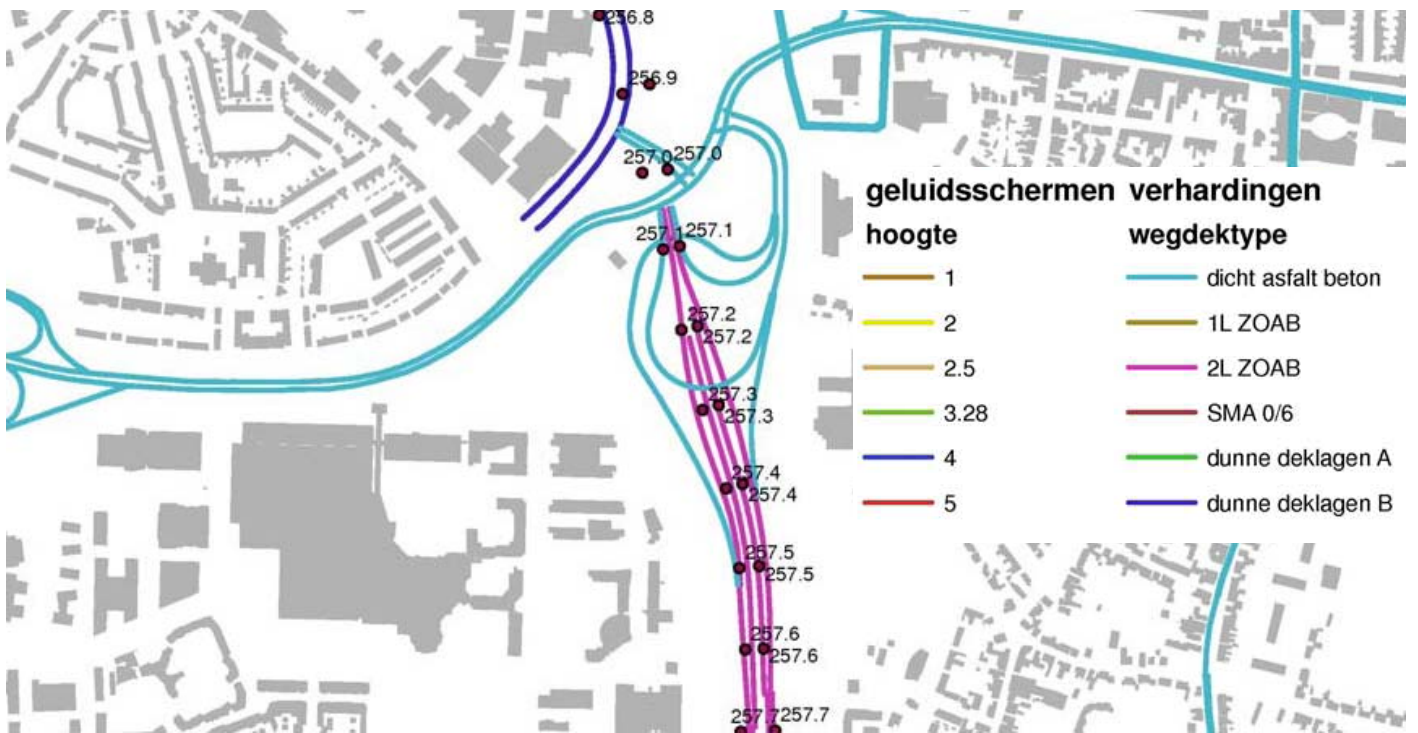 256.8
256.9
257.0 257.0
257.1 257.1
257.2
257.2
257.3
257.3
257.4
257.4
257.5
257.5
257.6
257.6
257.7 257.7
geluidsschermen verhardingen
hoogte wegdektype
1 dicht asfalt beton
2 1L ZOAB
2.5 2L ZOAB
3.28 SMA 0/6
4 dunne deklagen A
5 dunne deklagen B